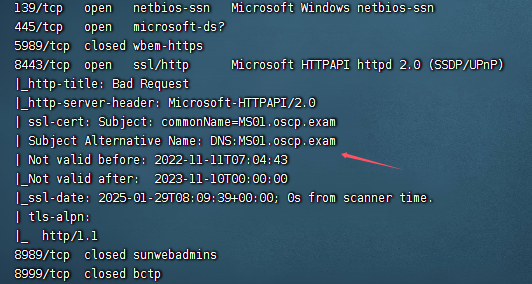 139/tcp open netbios-ssn Microsoft Windows netbios-ssn
445/tcp open microsoft-ds?
5989/tcp closed wbem-https
8443/tcp open ssl/http Microsoft HTTPAPI httpd 2.0 (SSDP/UPnP)
|_http-title: Bad Request
|_http-server-header: Microsoft-HTTPAPI/2.0
| ssl-cert: Subject: commonName=MS01.oscp.exam
| Subject Alternative Name: DNS:MS01.oscp.exam
| Not valid before: 2022-11-11T07:04:43
|_Not valid after: 2023-11-10T00:00:00
|_ssl-date: 2025-01-29T08:09:39+00:00; 0s from scanner time.
| tls-alpn:
|_ http/1.1
8989/tcp closed sunwebadmins
8999/tcp closed bctp